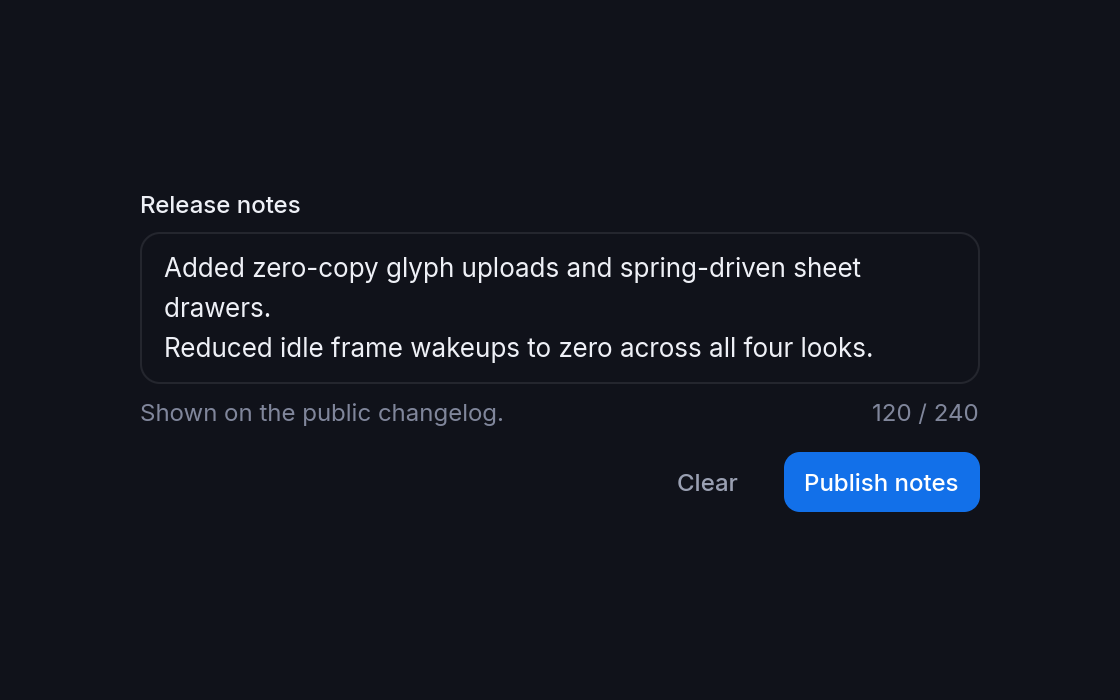 Release notes
Added zero-copy glyph uploads and spring-driven sheet
drawers.
Reduced idle frame wakeups to zero across all four looks.
Shown on the public changelog.
120 / 240
Clear
Publish notes